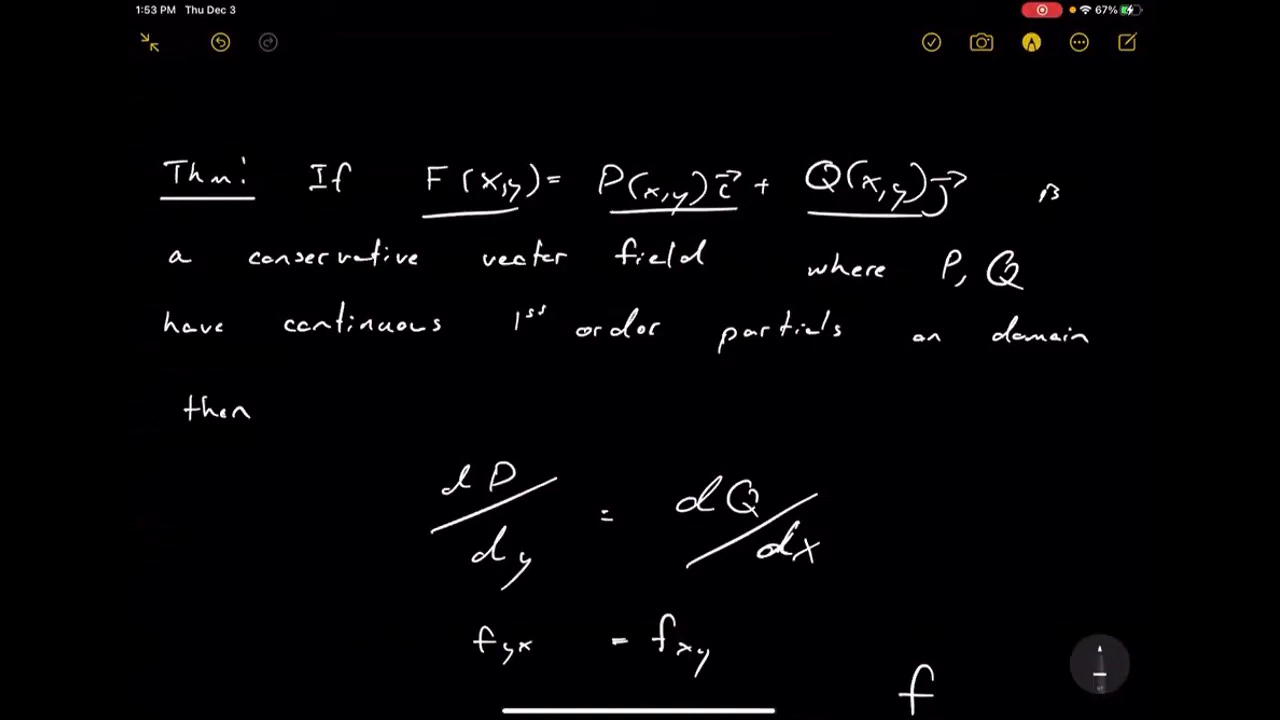 1:53 PM Thu Dec 3 67%
Thm: If F(x,y) = P(x,y)i⃗ + Q(x,y)j⃗ is
a conservative vector field where P, Q
have continuous 1st order partials on domain
then
dP/dy = dQ/dx
fyx = fxy
f